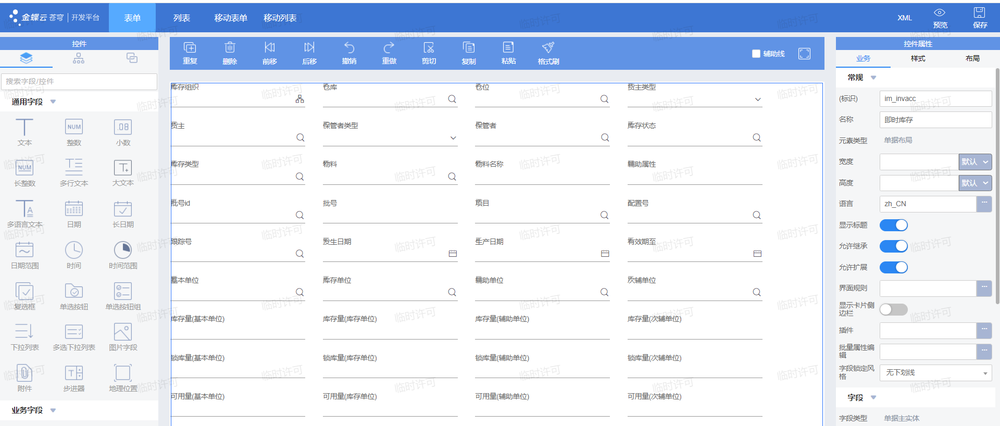 金蝶云 苍穹 | 开发平台
表单
列表
移动表单
移动列表
XML
预览
保存
控件
搜索字段/控件
通用字段
文本
整数
小数
长整数
多行文本
大文本
多语言文本
日期
长日期
日期范围
时间
时间范围
复选框
单选按钮
单选按钮组
下拉列表
多选下拉列表
图片字段
附件
步进器
地理位置
业务字段
重复
删除
前移
后移
撤销
重做
剪切
复制
粘贴
格式刷
辅助线
库存组织
仓库
仓位
货主类型
货主
保管者类型
保管者
库存状态
库存类型
物料
物料名称
辅助属性
批号id
批号
项目
配置号
跟踪号
发生日期
生产日期
有效期至
基本单位
库存单位
辅助单位
次辅单位
库存量(基本单位)
库存量(库存单位)
库存量(辅助单位)
库存量(次辅单位)
锁库量(基本单位)
锁库量(库存单位)
锁库量(辅助单位)
锁库量(次辅单位)
可用量(基本单位)
可用量(库存单位)
可用量(辅助单位)
可用量(次辅单位)
控件属性
业务
样式
布局
常规
(标识)
im_invacc
名称
即时库存
元素类型
单据布局
宽度
默认
高度
默认
语言
zh_CN
显示标题
允许继承
允许扩展
界面规则
显示卡片侧
边栏
插件
批量属性编
辑
字段锁定风
格
无下划线
字段
字段类型
单据主实体
临时许可